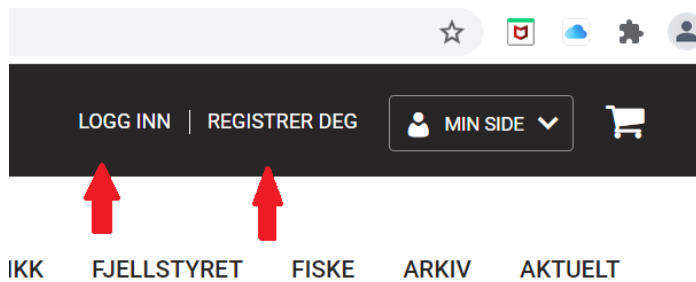 LOGG INN | REGISTRER DEG MIN SIDE
IKK FJELLSTYRET FISKE ARKIV AKTUELT